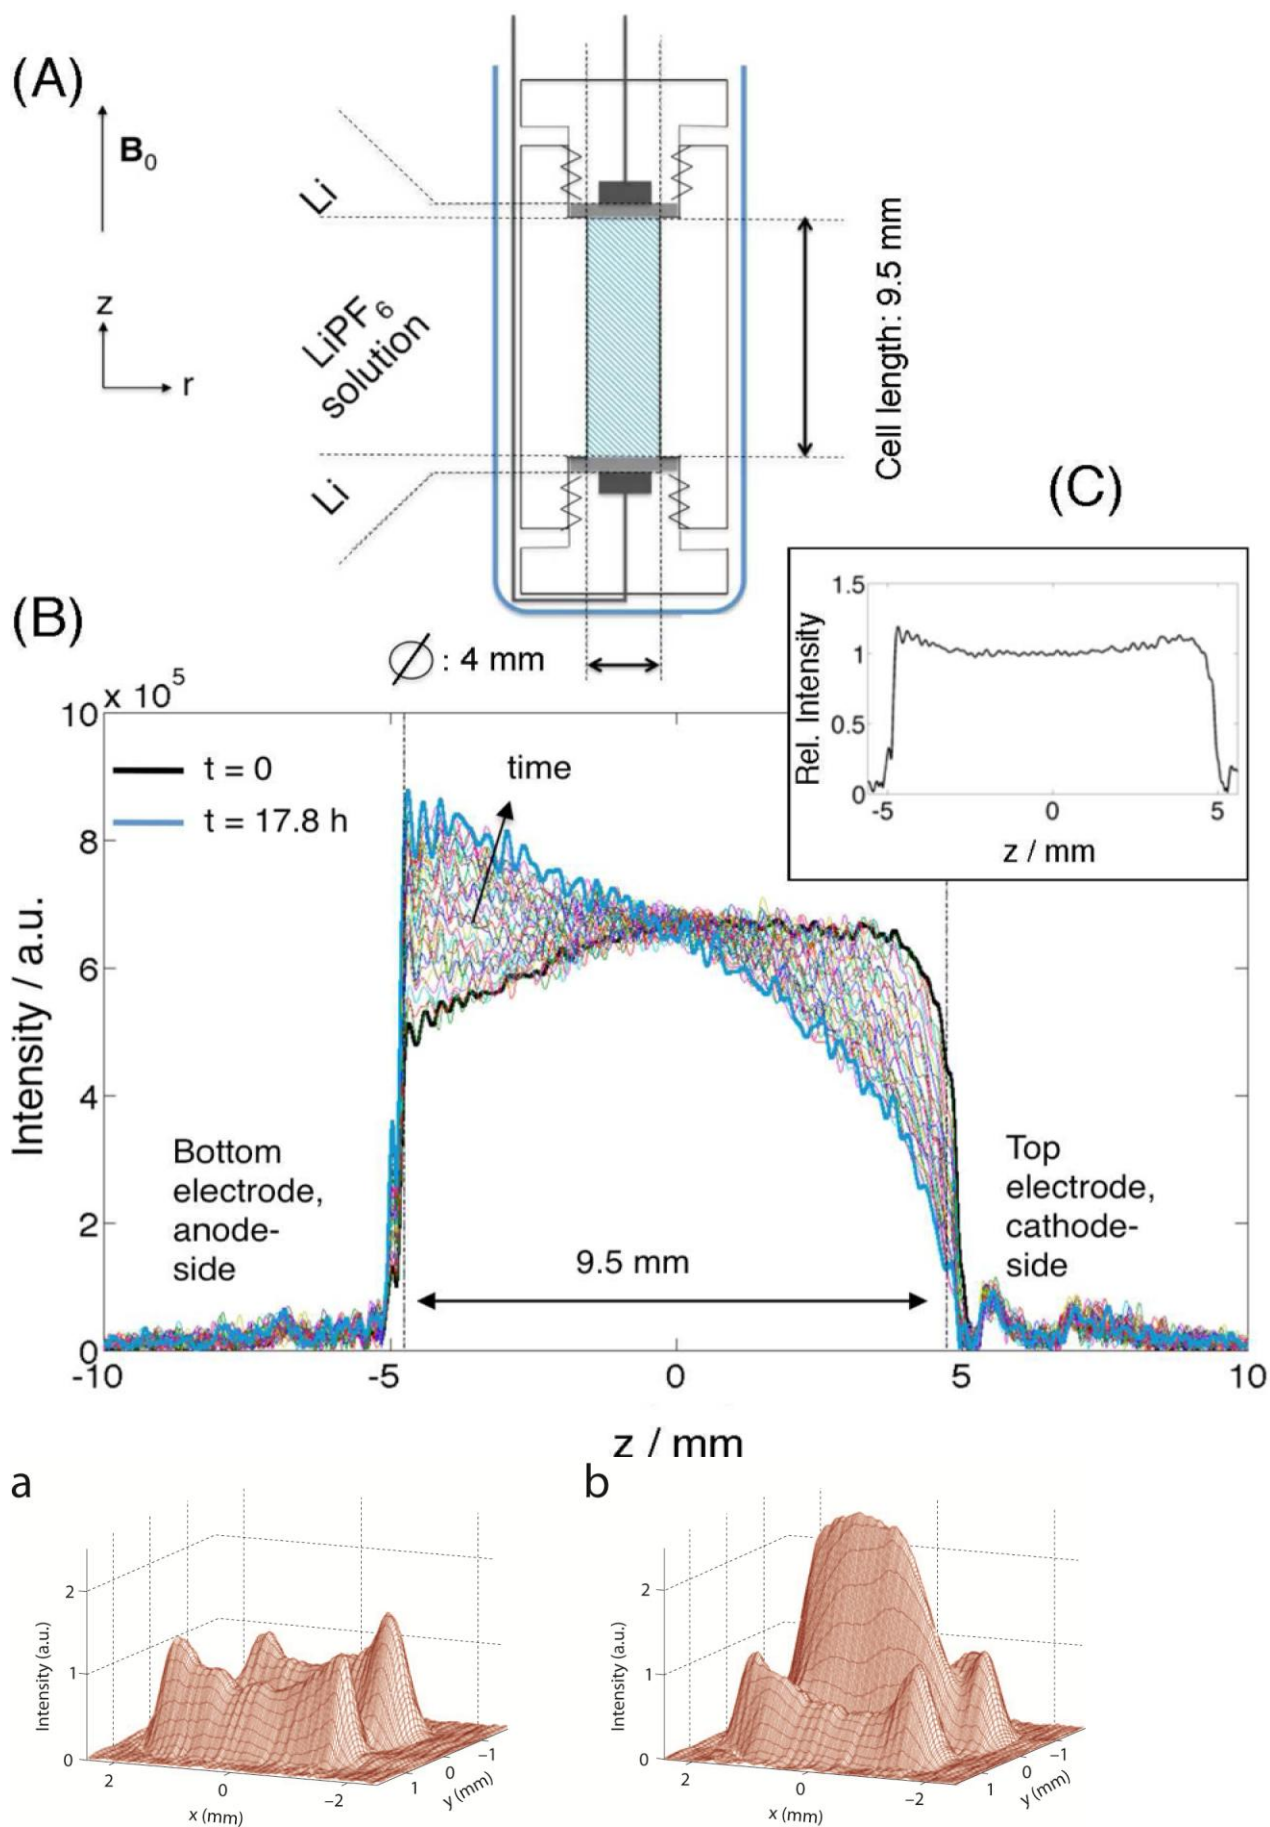 (A)
B0
z
r
Li
LiPF6
solution
Li
Cell length: 9.5 mm
∅ : 4 mm
(C)
1.5
1
0.5
0
Rel. Intensity
-5
0
5
z / mm
(B)
x 10^5
10
8
6
4
2
0
Intensity / a.u.
t = 0
t = 17.8 h
time
Bottom
electrode,
anode-
side
9.5 mm
Top
electrode,
cathode-
side
-10
-5
0
5
10
z / mm
a
2
1
0
Intensity (a.u.)
2
0
−2
x (mm)
1
0
−1
y (mm)
b
2
1
0
Intensity (a.u.)
2
0
−2
x (mm)
1
0
−1
y (mm)